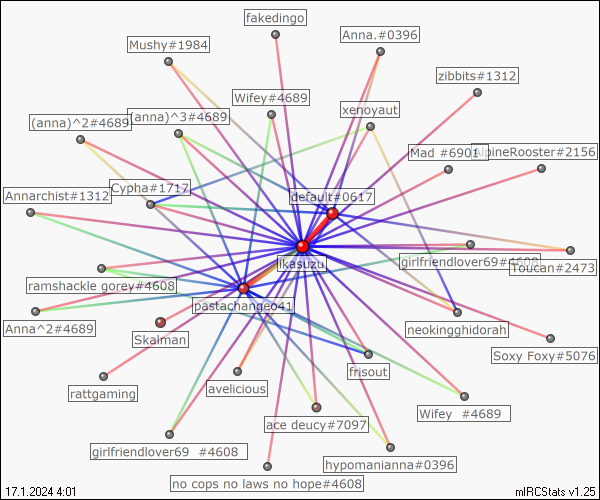 fakedingo
Mushy#1984
Anna.#0396
zibbits#1312
Wifey#4689
xenoyaut
(anna)^2#4689
(anna)^3#4689
Mad #6901
AlpineRooster#2156
Annarchist#1312
Cypha#1717
default#0617
likasuzu
girlfriendlover69#4608
Toucan#2473
ramshackle gorey#4608
pastachangeo41
Anna^2#4689
Skalman
neokingghidorah
Soxy Foxy#5076
frisout
rattgaming
avelicious
Wifey #4689
ace deucy#7097
girlfriendlover69 #4608
hypomanianna#0396
no cops no laws no hope#4608
17.1.2024 4:01
mIRCStats v1.25